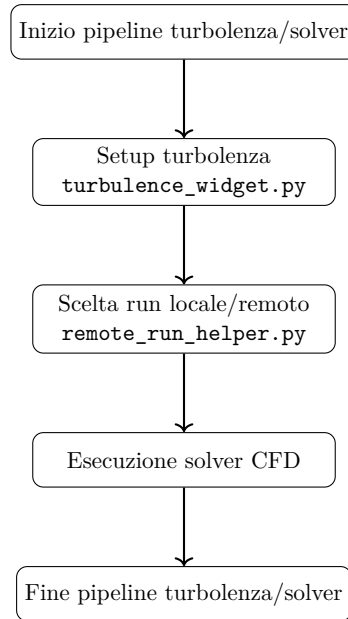 Inizio pipeline turbolenza/solver
Setup turbolenza
turbulence_widget.py
Scelta run locale/remoto
remote_run_helper.py
Esecuzione solver CFD
Fine pipeline turbolenza/solver